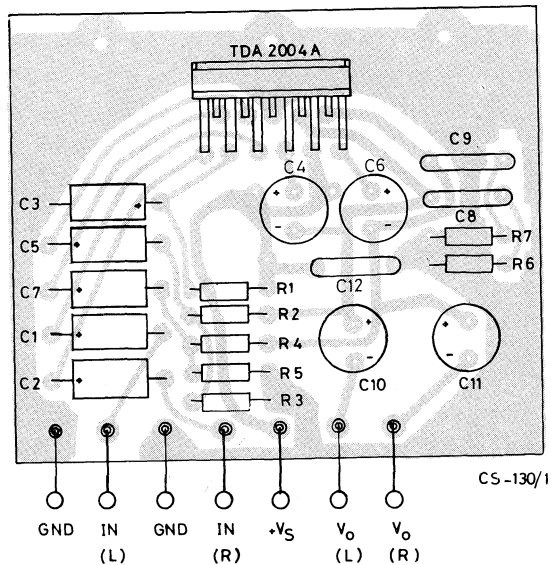 TDA 2004A
C9
C4 C6
C3
C8
R7
C5
R6
C12
C7
R1
R2
C1
R4
R5
C2
C10 C11
R3
CS-130/1
GND IN GND IN +Vs Vo Vo
(L) (R) (L) (R)